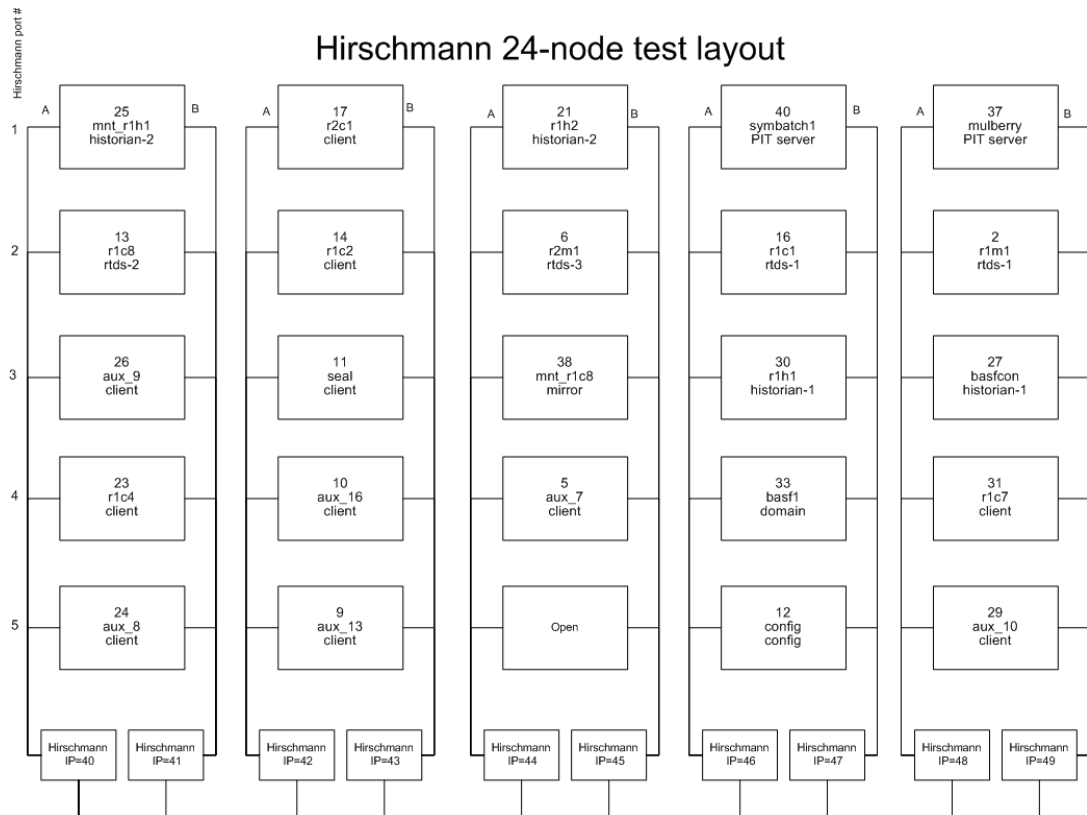 Hirschmann port #
Hirschmann 24-node test layout
A
25
mnt_r1h1
historian-2
B
A
17
r2c1
client
B
A
21
r1h2
historian-2
B
A
40
symbatch1
PIT server
B
A
37
mulberry
PIT server
B
1
2
13
r1c8
rtds-2
14
r1c2
client
6
r2m1
rtds-3
16
r1c1
rtds-1
2
r1m1
rtds-1
3
26
aux_9
client
11
seal
client
38
mnt_r1c8
mirror
30
r1h1
historian-1
27
basfcon
historian-1
4
23
r1c4
client
10
aux_16
client
5
aux_7
client
33
basf1
domain
31
r1c7
client
5
24
aux_8
client
9
aux_13
client
Open
12
config
config
29
aux_10
client
Hirschmann
IP=40
Hirschmann
IP=41
Hirschmann
IP=42
Hirschmann
IP=43
Hirschmann
IP=44
Hirschmann
IP=45
Hirschmann
IP=46
Hirschmann
IP=47
Hirschmann
IP=48
Hirschmann
IP=49